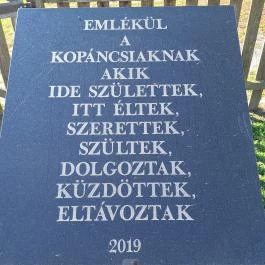 EMLÉKÜL
A
KOPÁNCSIAKNAK
AKIK
IDE SZÜLETTEK,
ITT ÉLTEK,
SZERETTEK,
SZÜLTEK,
DOLGOZTAK,
KÜZDÖTTEK,
ELTÁVOZTAK
2019